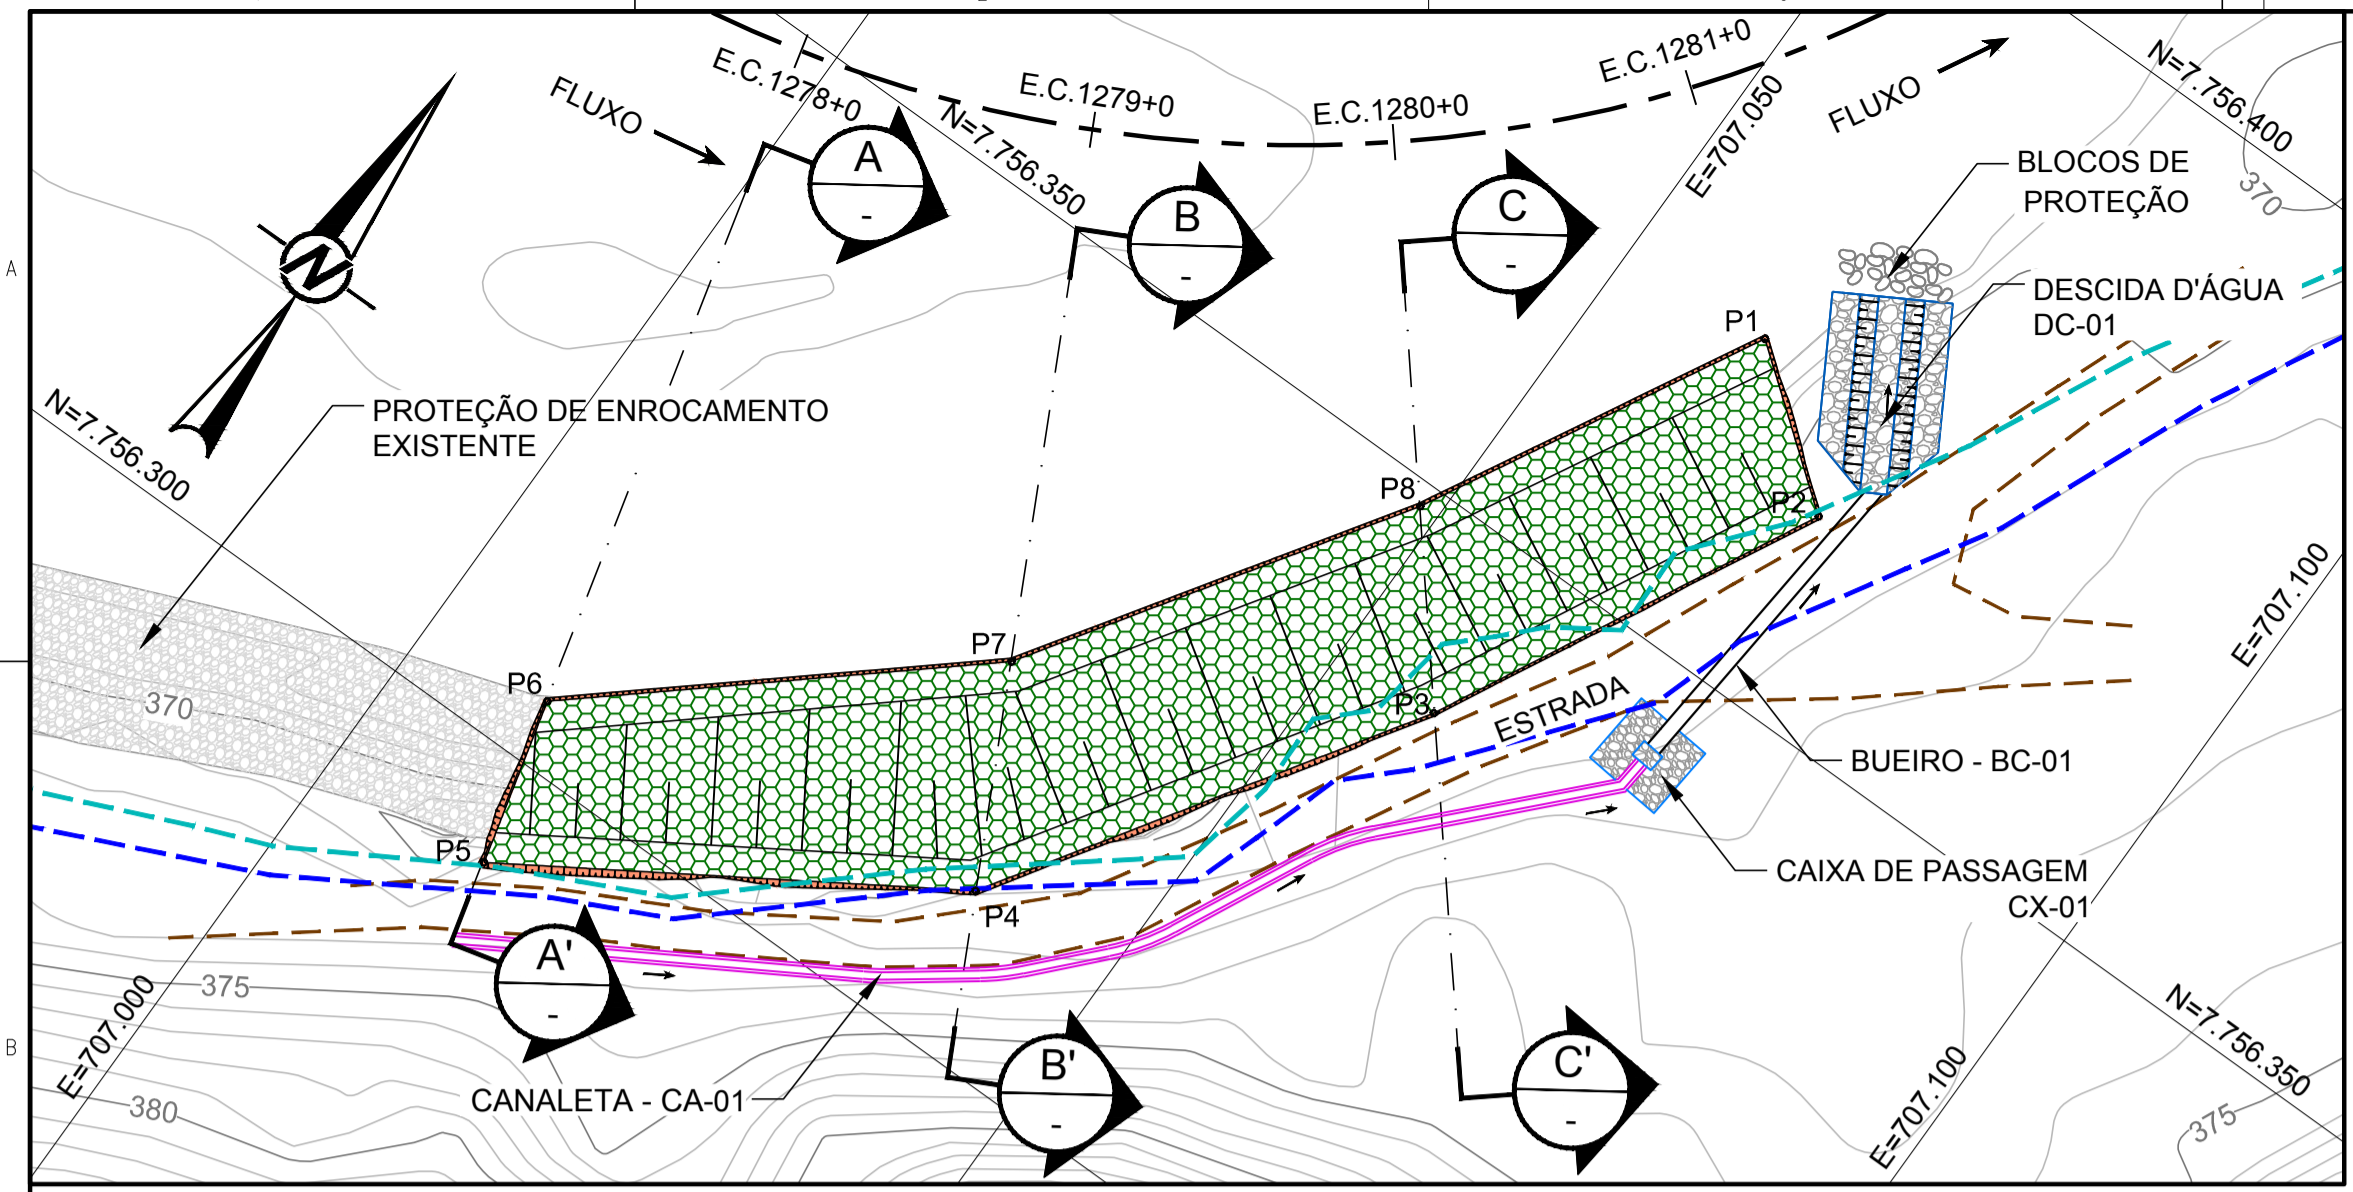 E.C.1278+0
E.C.1279+0
E.C.1280+0
E.C.1281+0
FLUXO
FLUXO
N=7.756.400
N=7.756.350
E=707.050
A
-
B
-
C
-
BLOCOS DE
PROTEÇÃO
370
A
N
DESCIDA D'ÁGUA
DC-01
P1
N=7.756.300
PROTEÇÃO DE ENROCAMENTO
EXISTENTE
P8
P2
P7
P6
P3
370
ESTRADA
E=707.100
BUEIRO - BC-01
P5
P4
CAIXA DE PASSAGEM
CX-01
A'
-
375
E=707.000
B
B'
-
C'
-
CANALETA - CA-01
380
E=707.100
N=7.756.350
375